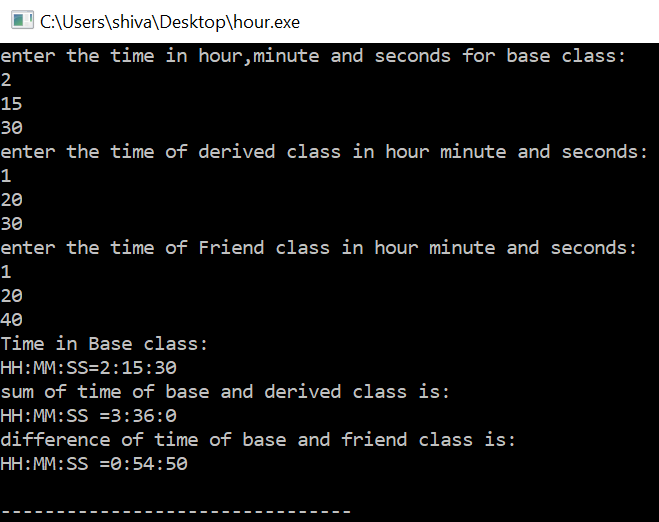 C:\Users\shiva\Desktop\hour.exe
enter the time in hour,minute and seconds for base class:
2
15
30
enter the time of derived class in hour minute and seconds:
1
20
30
enter the time of Friend class in hour minute and seconds:
1
20
40
Time in Base class:
HH:MM:SS=2:15:30
sum of time of base and derived class is:
HH:MM:SS =3:36:0
difference of time of base and friend class is:
HH:MM:SS =0:54:50
--------------------------------